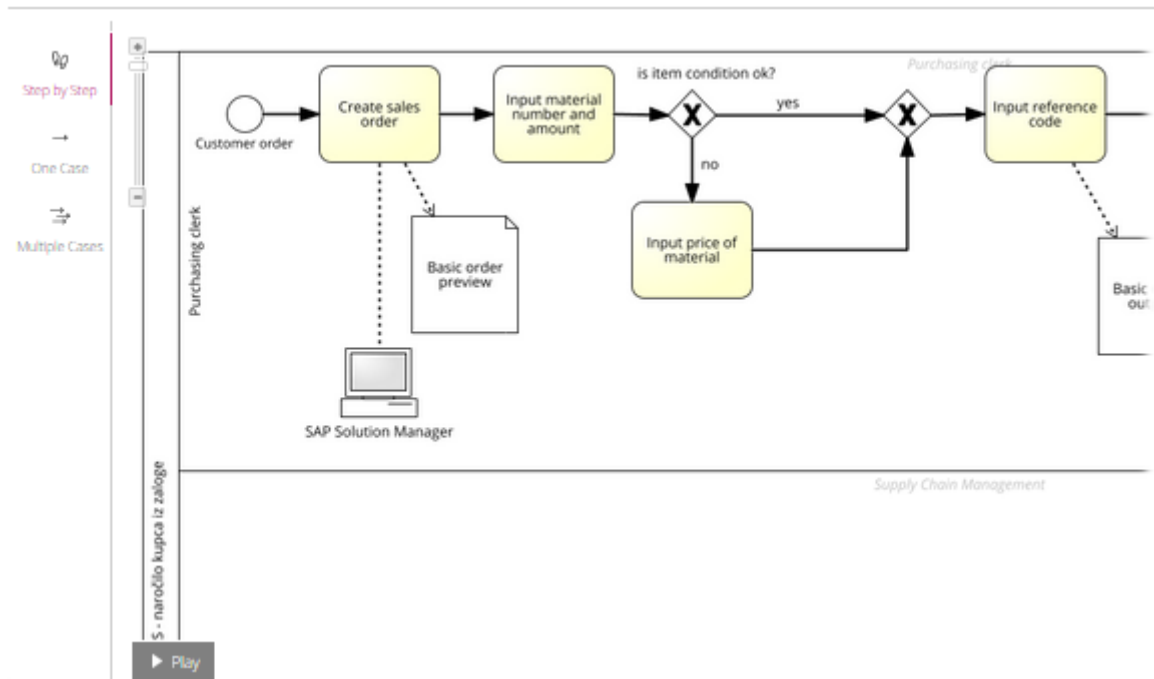 Step by Step
One Case
Multiple Cases
Purchasing clerk
is item condition ok?
Create sales
order
Input material
number and
amount
yes
Input reference
code
Customer order
no
Purchasing clerk
Input price of
material
Basic order
preview
Basic
out
SAP Solution Manager
Supply Chain Management
$ - naročilo kupca iz zaloge
Play